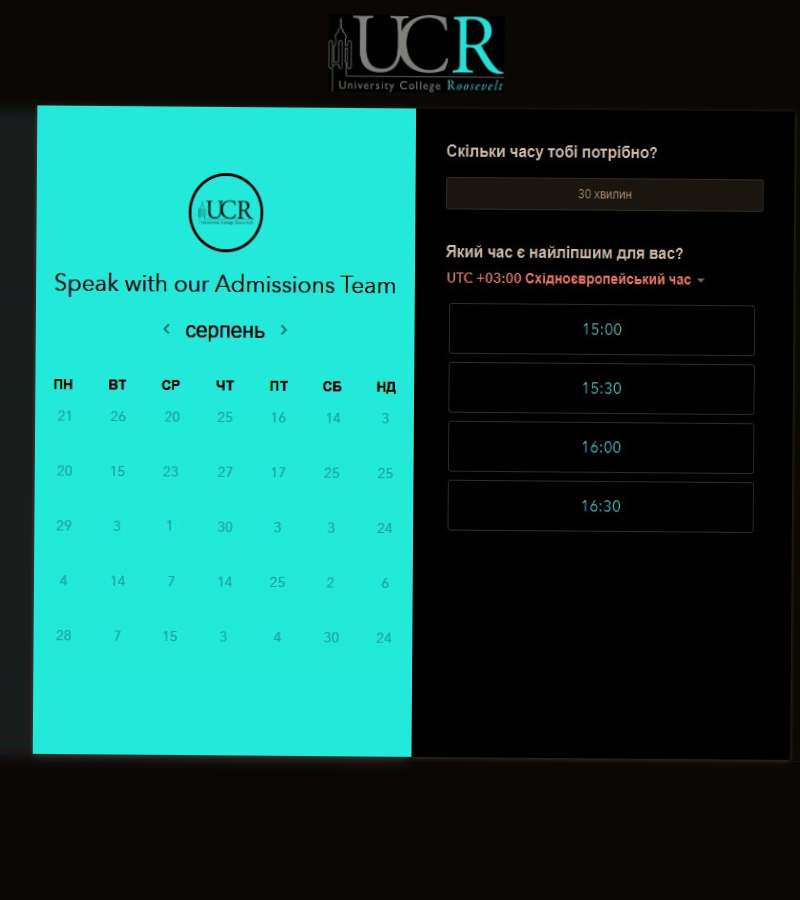 UCR
University College Roosevelt
UCR
University College Roosevelt
Speak with our Admissions Team
серпень
ПН ВТ СР ЧТ ПТ СБ НД
21 26 20 25 16 14 3
20 15 23 27 17 25 25
29 3 1 30 3 3 24
4 14 7 14 25 2 6
28 7 15 3 4 30 24
Скільки часу тобі потрібно?
30 хвилин
Який час є найліпшим для вас?
UTC +03:00 Східноєвропейський час
15:00
15:30
16:00
16:30